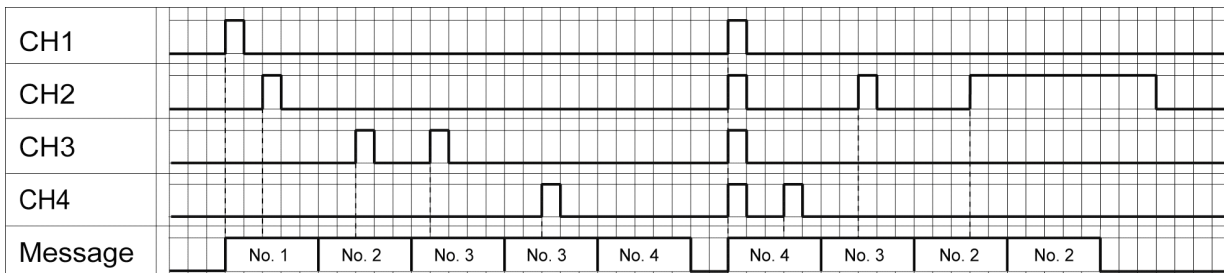 CH1
CH2
CH3
CH4
Message No. 1 No. 2 No. 3 No. 3 No. 4 No. 4 No. 3 No. 2 No. 2